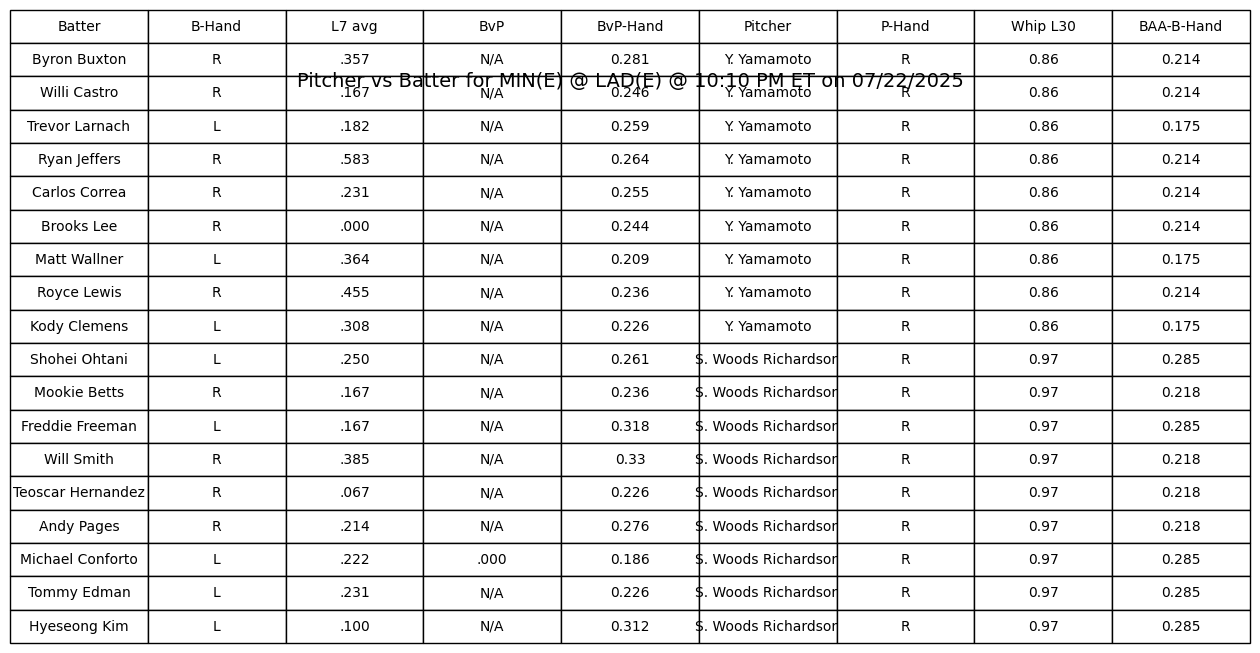 Batter B-Hand L7 avg BvP BvP-Hand Pitcher P-Hand Whip L30 BAA-B-Hand
Byron Buxton R .357 N/A 0.281 Y. Yamamoto R 0.86 0.214
Pitcher vs Batter for MIN(E) @ LAD(E) @ 10:10 PM ET on 07/22/2025
Willi Castro R .167 N/A 0.246 Y. Yamamoto R 0.86 0.214
Trevor Larnach L .182 N/A 0.259 Y. Yamamoto R 0.86 0.175
Ryan Jeffers R .583 N/A 0.264 Y. Yamamoto R 0.86 0.214
Carlos Correa R .231 N/A 0.255 Y. Yamamoto R 0.86 0.214
Brooks Lee R .000 N/A 0.244 Y. Yamamoto R 0.86 0.214
Matt Wallner L .364 N/A 0.209 Y. Yamamoto R 0.86 0.175
Royce Lewis R .455 N/A 0.236 Y. Yamamoto R 0.86 0.214
Kody Clemens L .308 N/A 0.226 Y. Yamamoto R 0.86 0.175
Shohei Ohtani L .250 N/A 0.261 S. Woods Richardson R 0.97 0.285
Mookie Betts R .167 N/A 0.236 S. Woods Richardson R 0.97 0.218
Freddie Freeman L .167 N/A 0.318 S. Woods Richardson R 0.97 0.285
Will Smith R .385 N/A 0.33 S. Woods Richardson R 0.97 0.218
Teoscar Hernandez R .067 N/A 0.226 S. Woods Richardson R 0.97 0.218
Andy Pages R .214 N/A 0.276 S. Woods Richardson R 0.97 0.218
Michael Conforto L .222 .000 0.186 S. Woods Richardson R 0.97 0.285
Tommy Edman L .231 N/A 0.226 S. Woods Richardson R 0.97 0.285
Hyeseong Kim L .100 N/A 0.312 S. Woods Richardson R 0.97 0.285